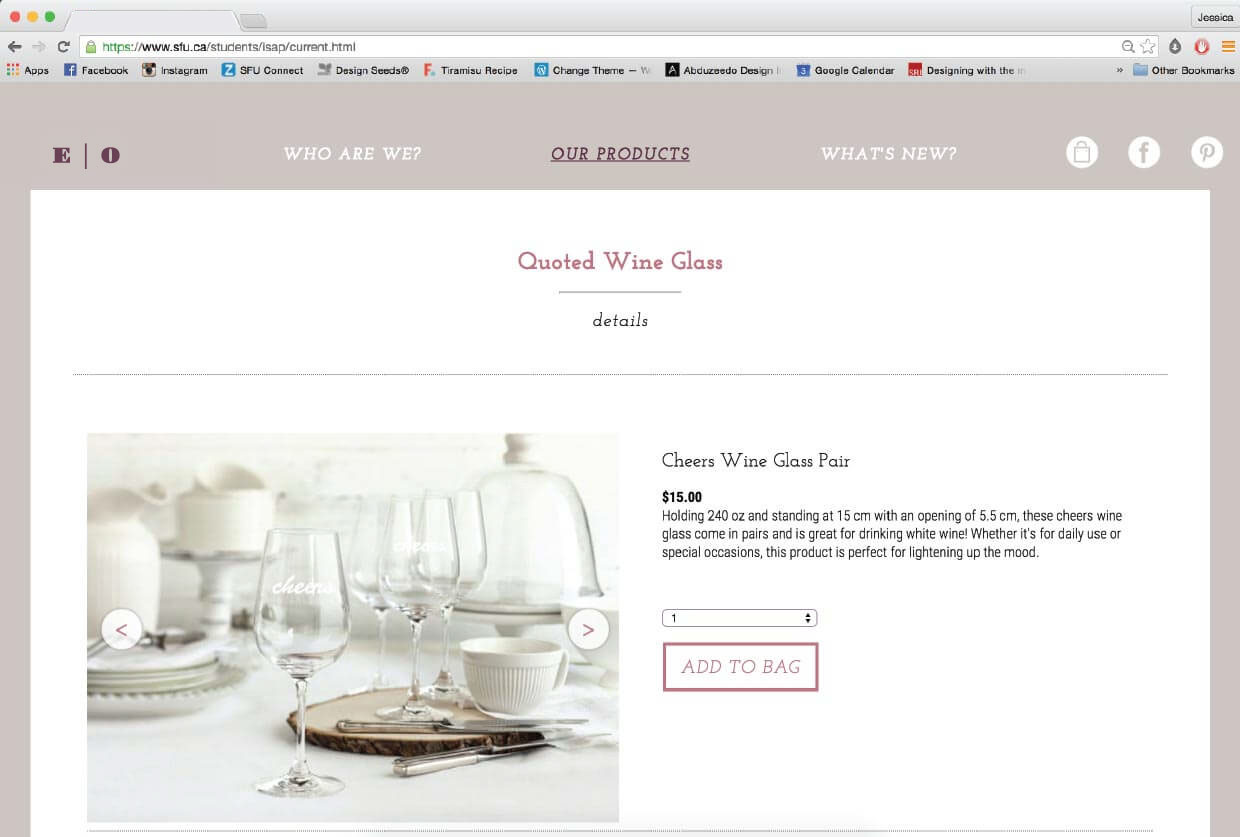 Jessica
https://www.sfu.ca/students/isap/current.html
Apps Facebook Instagram SFU Connect Design Seeds® Tiramisu Recipe Change Theme — Abduzeedo Design Google Calendar Designing with the » Other Bookmarks
E | O WHO ARE WE? OUR PRODUCTS WHAT'S NEW?
Quoted Wine Glass
details
Cheers Wine Glass Pair
$15.00
Holding 240 oz and standing at 15 cm with an opening of 5.5 cm, these cheers wine
glass come in pairs and is great for drinking white wine! Whether it's for daily use or
special occasions, this product is perfect for lightening up the mood.
cheers
cheers
< >
1
ADD TO BAG